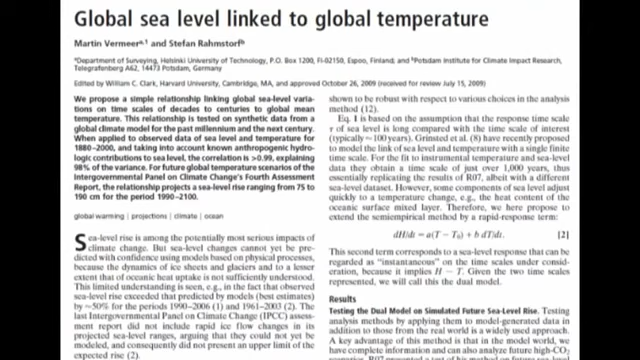 Global sea level linked to global temperature
Martin Vermeera,1 and Stefan Rahmstorfb
aDepartment of Surveying, Helsinki University of Technology, P.O. Box 1200, FI-02150, Espoo, Finland; and bPotsdam Institute for Climate Impact Research,
Telegrafenberg A62, 14473 Potsdam, Germany
Edited by William C. Clark, Harvard University, Cambridge, MA, and approved October 26, 2009 (received for review July 15, 2009)
We propose a simple relationship linking global sea-level varia-
tions on time scales of decades to centuries to global mean
temperature. This relationship is tested on synthetic data from a
global climate model for the past millennium and the next century.
When applied to observed data of sea level and temperature for
1880–2000, and taking into account known anthropogenic hydro-
logic contributions to sea level, the correlation is >0.99, explaining
98% of the variance. For future global temperature scenarios of the
Intergovernmental Panel on Climate Change's Fourth Assessment
Report, the relationship projects a sea-level rise ranging from 75 to
190 cm for the period 1990–2100.
global warming | projections | climate | ocean
Sea-level rise is among the potentially most serious impacts of
climate change. But sea-level changes cannot yet be pre-
dicted with confidence using models based on physical processes,
because the dynamics of ice sheets and glaciers and to a lesser
extent that of oceanic heat uptake is not sufficiently understood.
This limited understanding is seen, e.g., in the fact that observed
sea-level rise exceeded that predicted by models (best estimates)
by ≈50% for the periods 1990–2006 (1) and 1961–2003 (2). The
last Intergovernmental Panel on Climate Change (IPCC) assess-
ment report did not include rapid ice flow changes in its
projected sea-level ranges, arguing that they could not yet be
modeled, and consequently did not present an upper limit of the
expected rise (2).
shown to be robust with respect to various choices in the analysis
method (12).
Eq. 1 is based on the assumption that the response time scale
τ of sea level is long compared with the time scale of interest
(typically ≈100 years). Grinsted et al. (8) have recently proposed
to model the link of sea level and temperature with a single finite
time scale. For the fit to instrumental temperature and sea-level
data they obtain a time scale of just over 1,000 years, thus
essentially replicating the results of R07, albeit with a different
sea-level dataset. However, some components of sea level adjust
quickly to a temperature change, e.g., the heat content of the
oceanic surface mixed layer. Therefore, we here propose to
extend the semiempirical method by a rapid-response term:
dH/dt = a(T − T0) + b dT/dt. [2]
This second term corresponds to a sea-level response that can be
regarded as "instantaneous" on the time scales under consid-
eration, because it implies H ∼ T. Given the two time scales
represented, we will call this the dual model.
Results
Testing the Dual Model on Simulated Future Sea-Level Rise. Testing
analysis methods by applying them to model-generated data in
addition to those from the real world is a widely used approach.
A key advantage of this method is that in the model world, we
have complete information and can also analyze future high-CO2